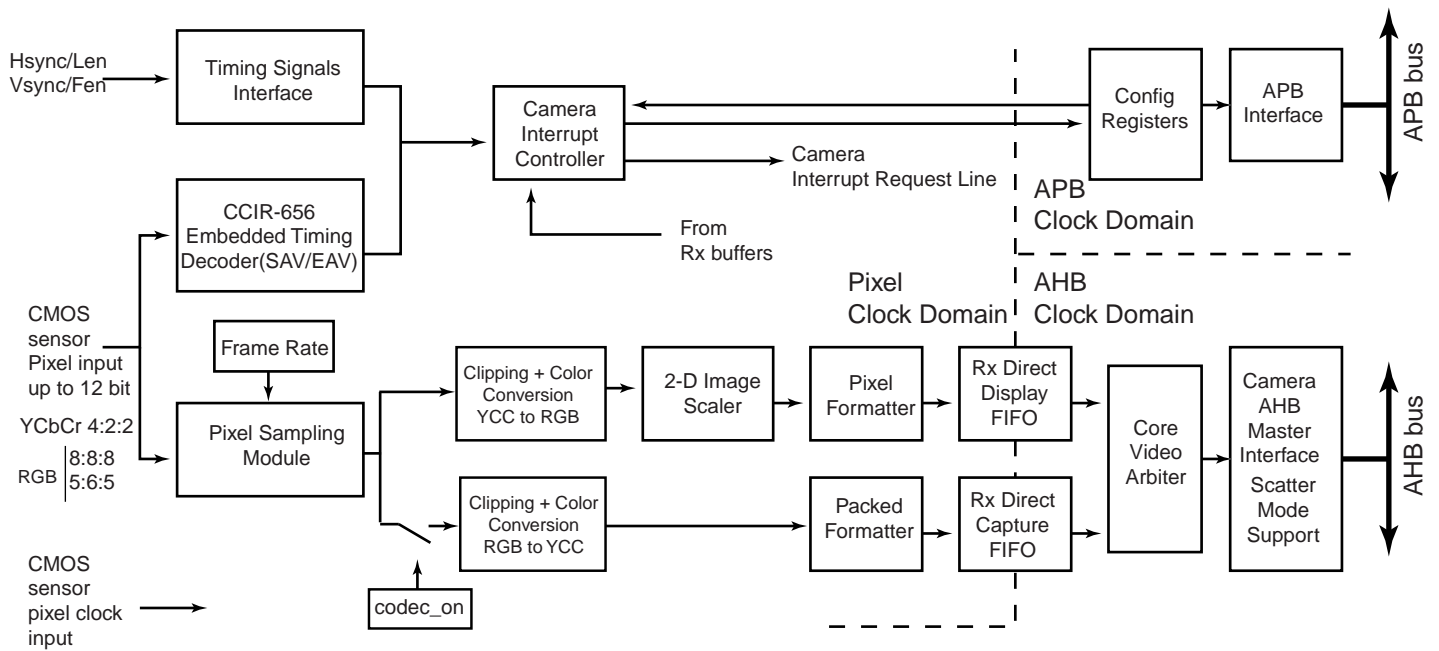 Hsync/Len
Vsync/Fen
Timing Signals
Interface
Camera
Interrupt
Controller
Config
Registers
APB
Interface
APB bus
Camera
Interrupt Request Line
APB
Clock Domain
CCIR-656
Embedded Timing
Decoder(SAV/EAV)
From
Rx buffers
Pixel
Clock Domain
AHB
Clock Domain
CMOS
sensor
Pixel input
up to 12 bit
YCbCr 4:2:2
RGB
8:8:8
5:6:5
Frame Rate
Pixel Sampling
Module
Clipping + Color
Conversion
YCC to RGB
2-D Image
Scaler
Pixel
Formatter
Rx Direct
Display
FIFO
Core
Video
Arbiter
Camera
AHB
Master
Interface
Scatter
Mode
Support
AHB bus
Clipping + Color
Conversion
RGB to YCC
Packed
Formatter
Rx Direct
Capture
FIFO
codec_on
CMOS
sensor
pixel clock
input